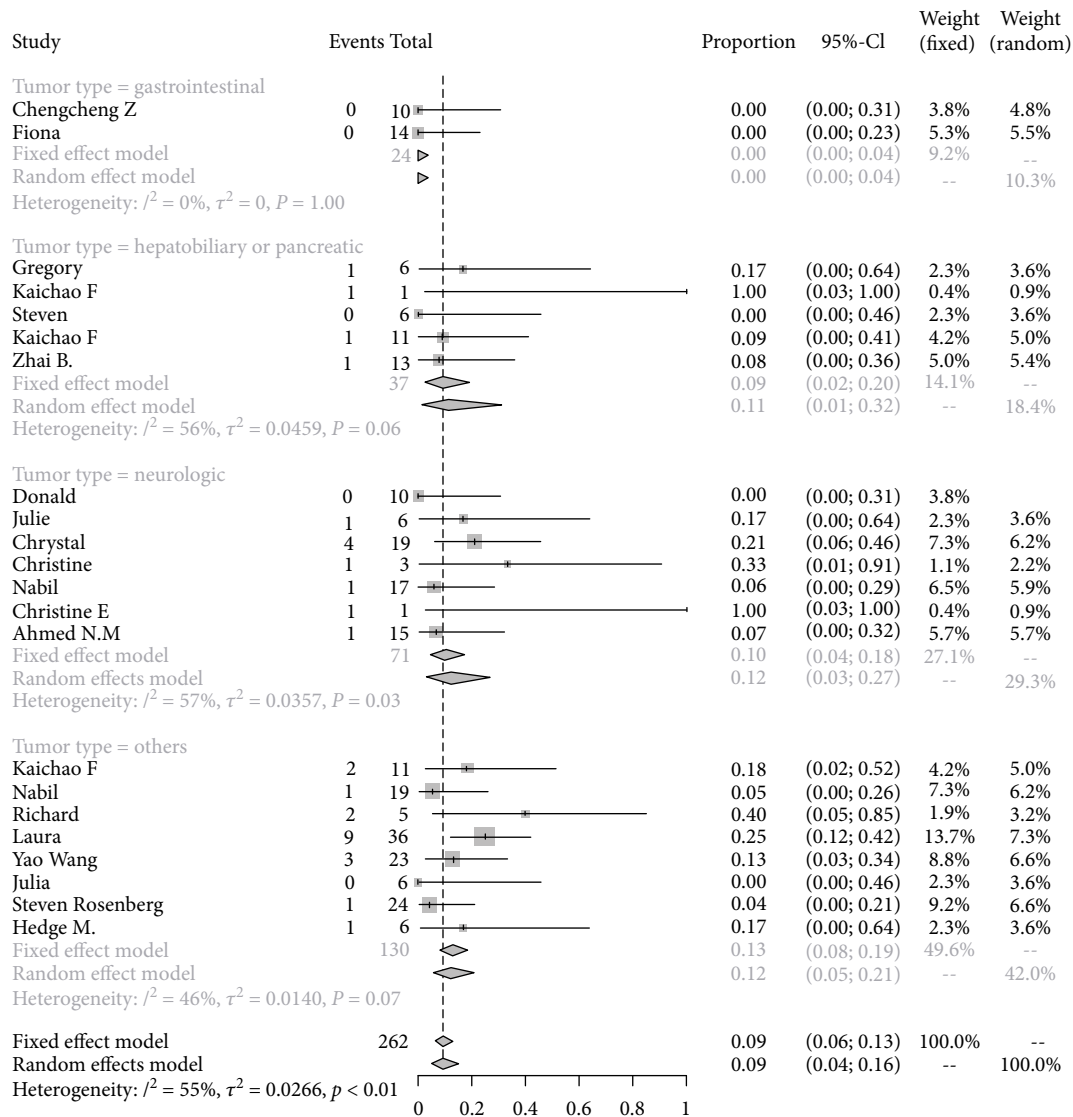 Study Events Total Proportion 95%-Cl Weight (fixed) Weight (random)
Tumor type = gastrointestinal
Chengcheng Z 0 10 0.00 (0.00; 0.31) 3.8% 4.8%
Fiona 0 14 0.00 (0.00; 0.23) 5.3% 5.5%
Fixed effect model 24 0.00 (0.00; 0.04) 9.2% --
Random effect model 0.00 (0.00; 0.04) -- 10.3%
Heterogeneity: I² = 0%, τ² = 0, P = 1.00
Tumor type = hepatobiliary or pancreatic
Gregory 1 6 0.17 (0.00; 0.64) 2.3% 3.6%
Kaichao F 1 1 1.00 (0.03; 1.00) 0.4% 0.9%
Steven 0 6 0.00 (0.00; 0.46) 2.3% 3.6%
Kaichao F 1 11 0.09 (0.00; 0.41) 4.2% 5.0%
Zhai B. 1 13 0.08 (0.00; 0.36) 5.0% 5.4%
Fixed effect model 37 0.09 (0.02; 0.20) 14.1% --
Random effect model 0.11 (0.01; 0.32) -- 18.4%
Heterogeneity: I² = 56%, τ² = 0.0459, P = 0.06
Tumor type = neurologic
Donald 0 10 0.00 (0.00; 0.31) 3.8%
Julie 1 6 0.17 (0.00; 0.64) 2.3% 3.6%
Chrystal 4 19 0.21 (0.06; 0.46) 7.3% 6.2%
Christine 1 3 0.33 (0.01; 0.91) 1.1% 2.2%
Nabil 1 17 0.06 (0.00; 0.29) 6.5% 5.9%
Christine E 1 1 1.00 (0.03; 1.00) 0.4% 0.9%
Ahmed N.M 1 15 0.07 (0.00; 0.32) 5.7% 5.7%
Fixed effect model 71 0.10 (0.04; 0.18) 27.1% --
Random effects model 0.12 (0.03; 0.27) -- 29.3%
Heterogeneity: I² = 57%, τ² = 0.0357, P = 0.03
Tumor type = others
Kaichao F 2 11 0.18 (0.02; 0.52) 4.2% 5.0%
Nabil 1 19 0.05 (0.00; 0.26) 7.3% 6.2%
Richard 2 5 0.40 (0.05; 0.85) 1.9% 3.2%
Laura 9 36 0.25 (0.12; 0.42) 13.7% 7.3%
Yao Wang 3 23 0.13 (0.03; 0.34) 8.8% 6.6%
Julia 0 6 0.00 (0.00; 0.46) 2.3% 3.6%
Steven Rosenberg 1 24 0.04 (0.00; 0.21) 9.2% 6.6%
Hedge M. 1 6 0.17 (0.00; 0.64) 2.3% 3.6%
Fixed effect model 130 0.13 (0.08; 0.19) 49.6% --
Random effect model 0.12 (0.05; 0.21) -- 42.0%
Heterogeneity: I² = 46%, τ² = 0.0140, P = 0.07
Fixed effect model 262 0.09 (0.06; 0.13) 100.0% --
Random effects model 0.09 (0.04; 0.16) -- 100.0%
Heterogeneity: I² = 55%, τ² = 0.0266, p < 0.01
0 0.2 0.4 0.6 0.8 1